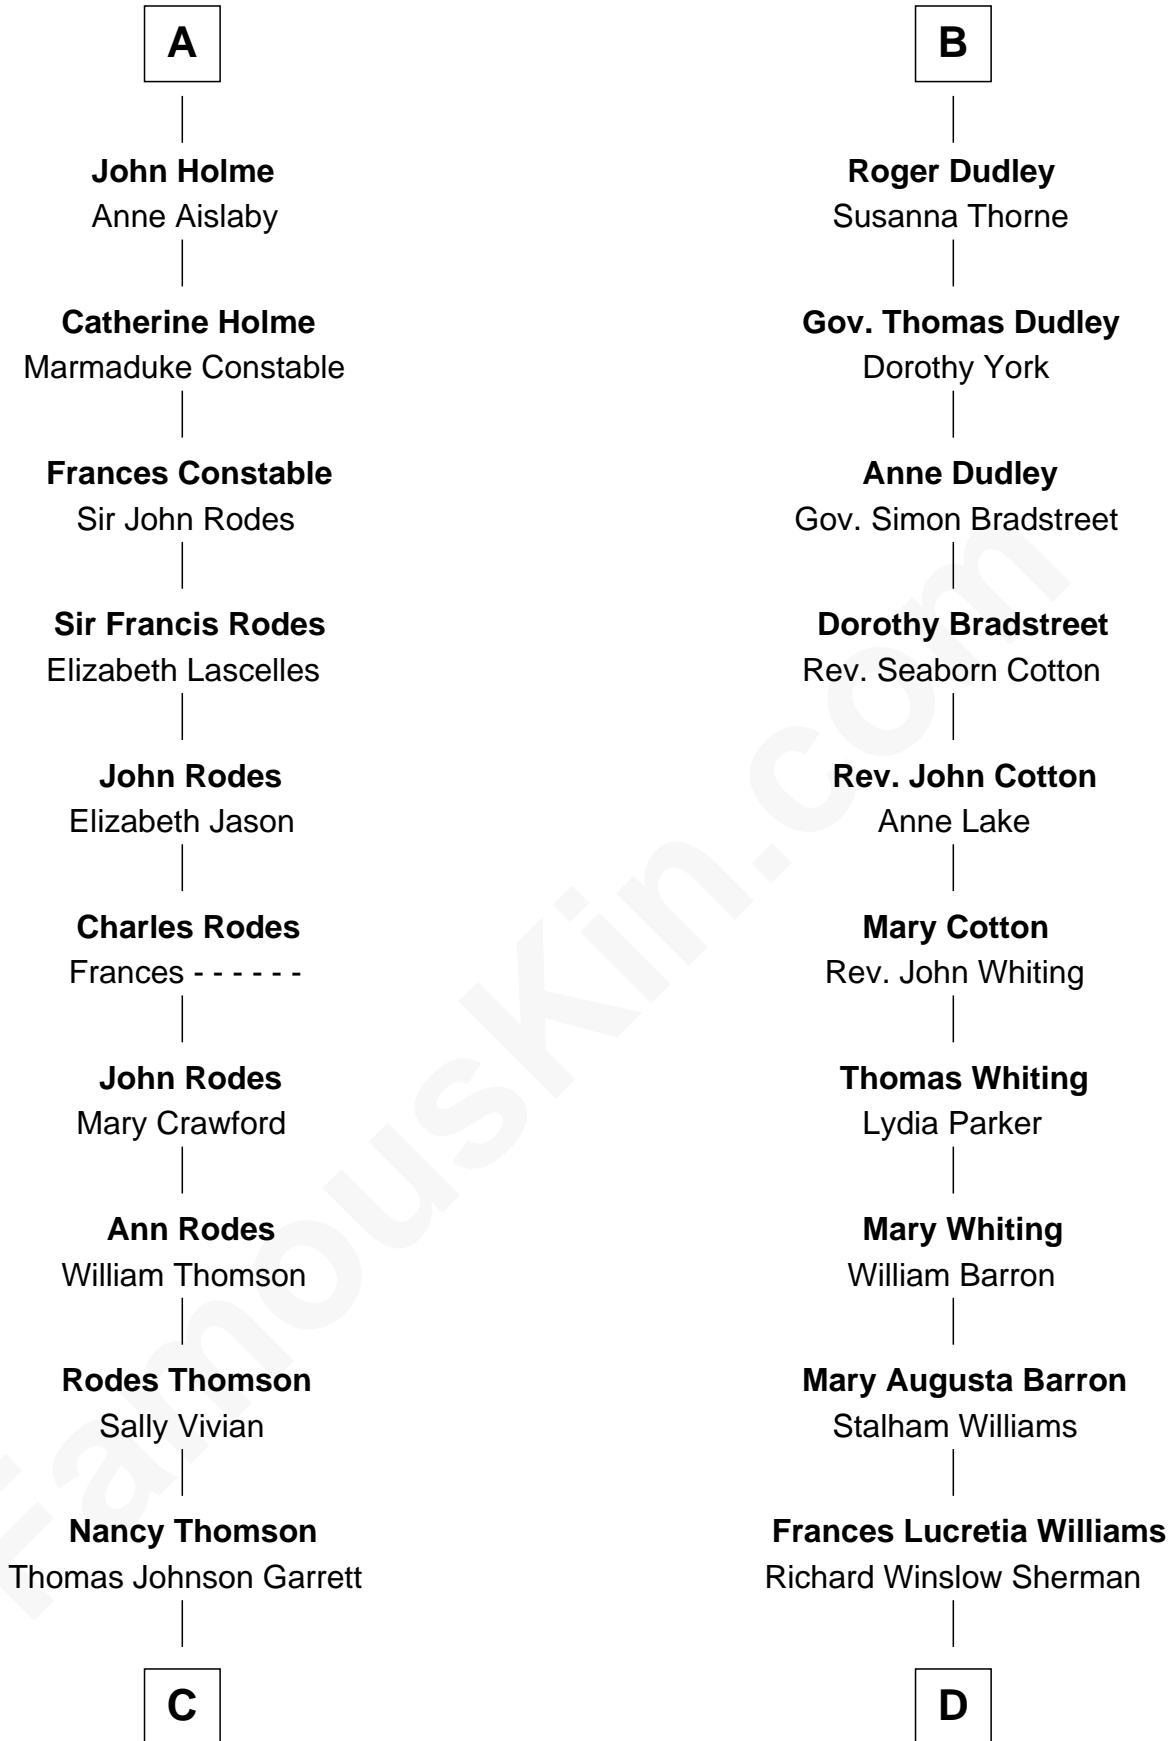 A
John Holme
Anne Aislaby
Catherine Holme
Marmaduke Constable
Frances Constable
Sir John Rodes
Sir Francis Rodes
Elizabeth Lascelles
John Rodes
Elizabeth Jason
Charles Rodes
Frances - - - - - -
John Rodes
Mary Crawford
Ann Rodes
William Thomson
Rodes Thomson
Sally Vivian
Nancy Thomson
Thomas Johnson Garrett
C
B
Roger Dudley
Susanna Thorne
Gov. Thomas Dudley
Dorothy York
Anne Dudley
Gov. Simon Bradstreet
Dorothy Bradstreet
Rev. Seaborn Cotton
Rev. John Cotton
Anne Lake
Mary Cotton
Rev. John Whiting
Thomas Whiting
Lydia Parker
Mary Whiting
William Barron
Mary Augusta Barron
Stalham Williams
Frances Lucretia Williams
Richard Winslow Sherman
D
FamousKin.com